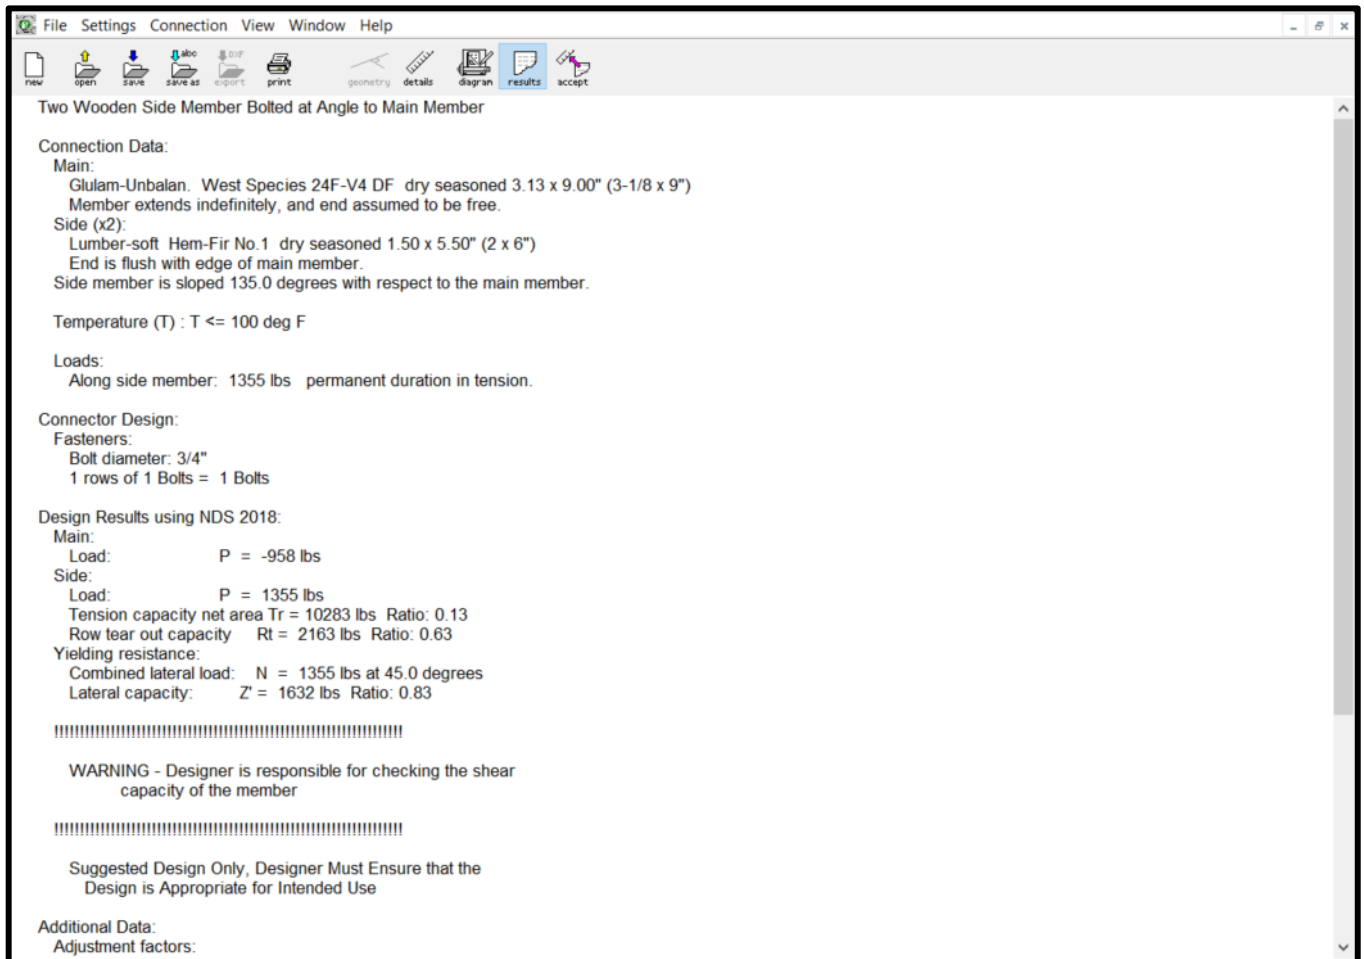 File Settings Connection View Window Help
new open save save as export print geometry details diagran results accept
Two Wooden Side Member Bolted at Angle to Main Member
Connection Data:
Main:
Glulam-Unbalan. West Species 24F-V4 DF dry seasoned 3.13 x 9.00" (3-1/8 x 9")
Member extends indefinitely, and end assumed to be free.
Side (x2):
Lumber-soft Hem-Fir No.1 dry seasoned 1.50 x 5.50" (2 x 6")
End is flush with edge of main member.
Side member is sloped 135.0 degrees with respect to the main member.
Temperature (T) : T <= 100 deg F
Loads:
Along side member: 1355 lbs permanent duration in tension.
Connector Design:
Fasteners:
Bolt diameter: 3/4"
1 rows of 1 Bolts = 1 Bolts
Design Results using NDS 2018:
Main:
Load: P = -958 lbs
Side:
Load: P = 1355 lbs
Tension capacity net area Tr = 10283 lbs Ratio: 0.13
Row tear out capacity Rt = 2163 lbs Ratio: 0.63
Yielding resistance:
Combined lateral load: N = 1355 lbs at 45.0 degrees
Lateral capacity: Z' = 1632 lbs Ratio: 0.83
!!!!!!!!!!!!!!!!!!!!!!!!!!!!!!!!!!!!!!!!!!!!!!!!!!!!!!!!!!!!!!!!!!!!
WARNING - Designer is responsible for checking the shear
capacity of the member
!!!!!!!!!!!!!!!!!!!!!!!!!!!!!!!!!!!!!!!!!!!!!!!!!!!!!!!!!!!!!!!!!!!!
Suggested Design Only, Designer Must Ensure that the
Design is Appropriate for Intended Use
Additional Data:
Adjustment factors: